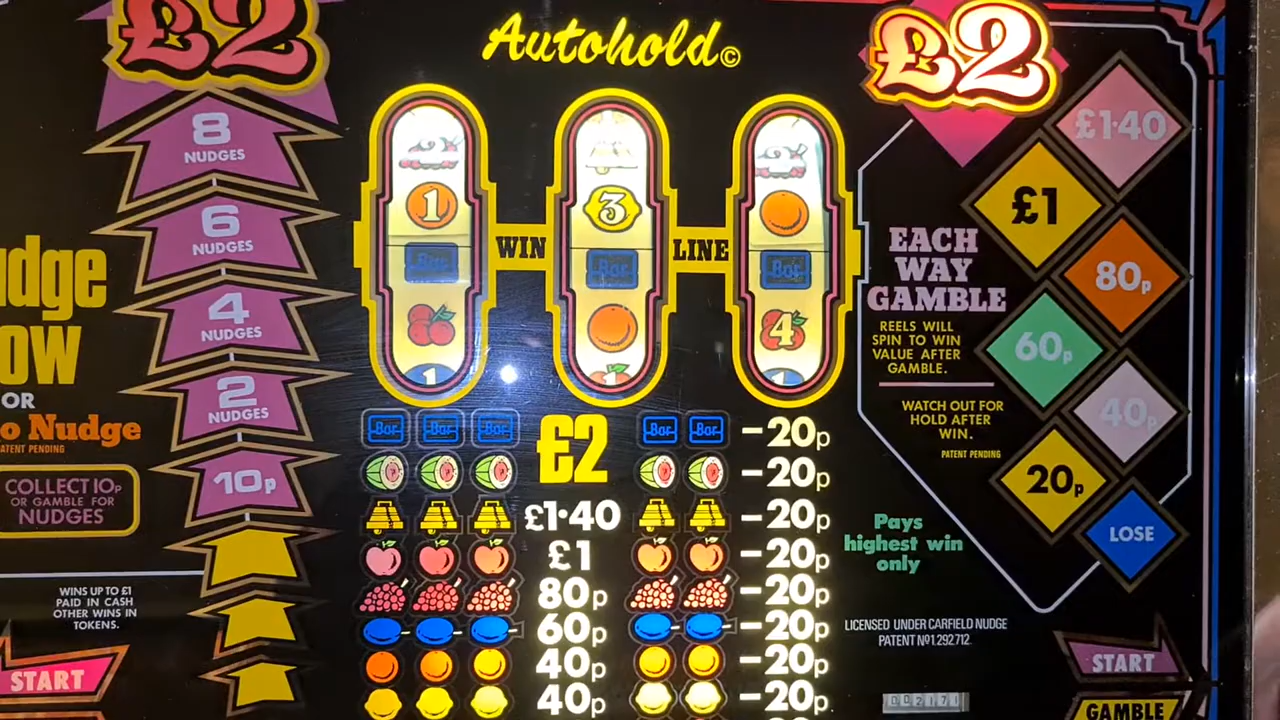 £2
Autohold©
£2
8
NUDGES
6
NUDGES
4
NUDGES
2
NUDGES
10p
OR
o Nudge
PATENT PENDING
COLLECT 10p
OR GAMBLE FOR
NUDGES
WINS UP TO £1
PAID IN CASH
OTHER WINS IN
TOKENS.
START
1
3
WIN LINE
Bar
Bar
Bar
4
1
1
Bar Bar Bar £2 Bar Bar -20p
-20p
£1·40 -20p
£1 -20p
80p -20p
60p -20p
40p -20p
40p -20p
£1·40
£1
80p
60p
40p
20p
LOSE
EACH
WAY
GAMBLE
REELS WILL
SPIN TO WIN
VALUE AFTER
GAMBLE.
WATCH OUT FOR
HOLD AFTER
WIN.
PATENT PENDING
Pays
highest win
only
LICENSED UNDER CARFIELD NUDGE
PATENT Nº1.292.712.
START
GAMBLE